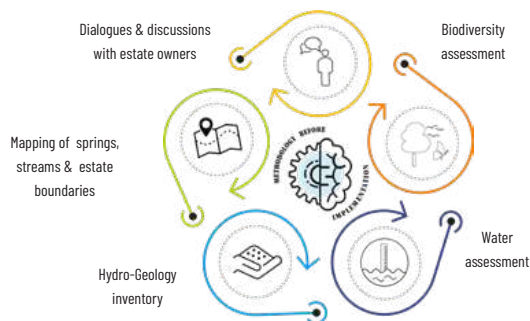 Dialogues & discussions
with estate owners
Biodiversity
assessment
Mapping of springs,
streams & estate
boundaries
METHODOLOGY BEFORE
IMPLEMENTATION
Hydro-Geology
inventory
Water
assessment